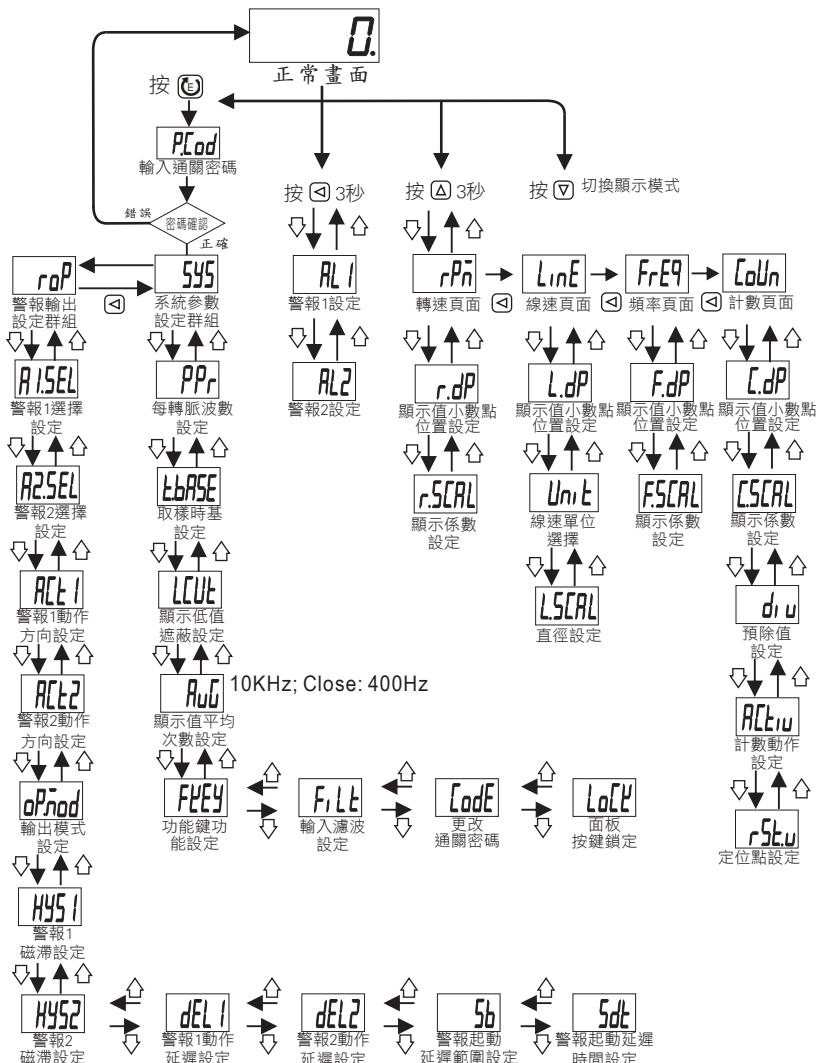 0.
正常畫面
按 E
P.Cod
輸入通關密碼
錯誤
密碼確認
正確
按 3秒
按 3秒
按 切換顯示模式
roP
警報輸出
設定群組
SYS
系統參數
設定群組
AL1
警報1設定
rPm
轉速頁面
LinE
線速頁面
FrEq
頻率頁面
CoUn
計數頁面
A1.SEL
警報1選擇
設定
PPr
每轉脈波數
設定
AL2
警報2設定
r.dP
顯示值小數點
位置設定
L.dP
顯示值小數點
位置設定
F.dP
顯示值小數點
位置設定
C.dP
顯示值小數點
位置設定
A2.SEL
警報2選擇
設定
t.bASE
取樣時基
設定
r.SCAL
顯示係數
設定
Unit
線速單位
選擇
F.SCAL
顯示係數
設定
C.SCAL
顯示係數
設定
ACt1
警報1動作
方向設定
L.CUt
顯示低值
遮蔽設定
L.SCAL
直徑設定
div
預除值
設定
ACt2
警報2動作
方向設定
AvG
10KHz; Close: 400Hz
顯示值平均
次數設定
ACtiv
計數動作
設定
oP.mod
輸出模式
設定
FKEY
功能鍵功
能設定
FiLt
輸入濾波
設定
CodE
更改
通關密碼
LoCK
面板
按鍵鎖定
rSt.v
定位點設定
HYS1
警報1
磁滯設定
HYS2
警報2
磁滯設定
dEL1
警報1動作
延遲設定
dEL2
警報2動作
延遲設定
Sb
警報起動
延遲範圍設定
Sdt
警報起動延遲
時間設定